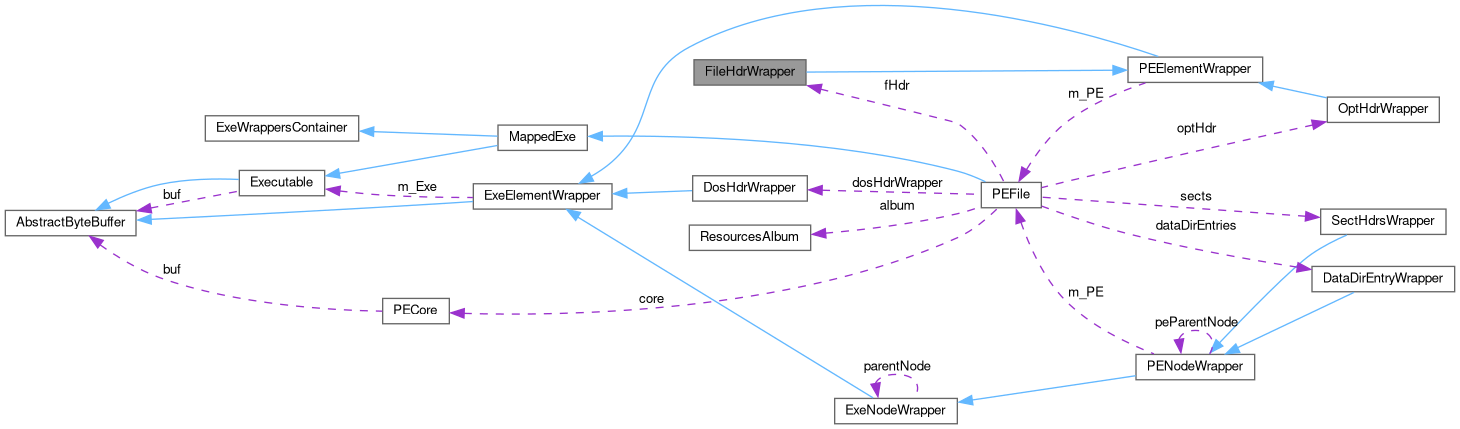 FileHdrWrapper
PEElementWrapper
fHdr
m_PE
OptHdrWrapper
ExeWrappersContainer
MappedExe
optHdr
Executable
buf
m_Exe
ExeElementWrapper
DosHdrWrapper
dosHdrWrapper
PEFile
sects
AbstractByteBuffer
album
SectHdrsWrapper
ResourcesAlbum
dataDirEntries
buf
DataDirEntryWrapper
core
m_PE
PECore
peParentNode
parentNode
PENodeWrapper
ExeNodeWrapper